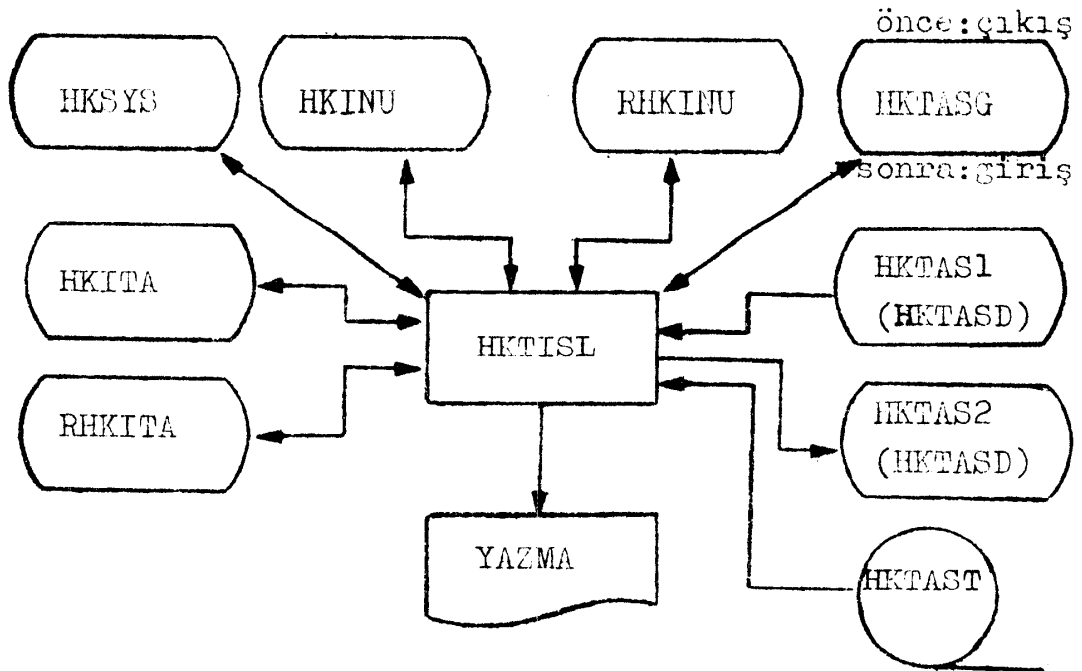 önce:çıkış
HKSYS
HKINU
RHKINU
HKTASG
sonra:giriş
HKITA
HKTAS1
(HKTASD)
HKTISL
RHKITA
HKTAS2
(HKTASD)
YAZMA
HKTAST